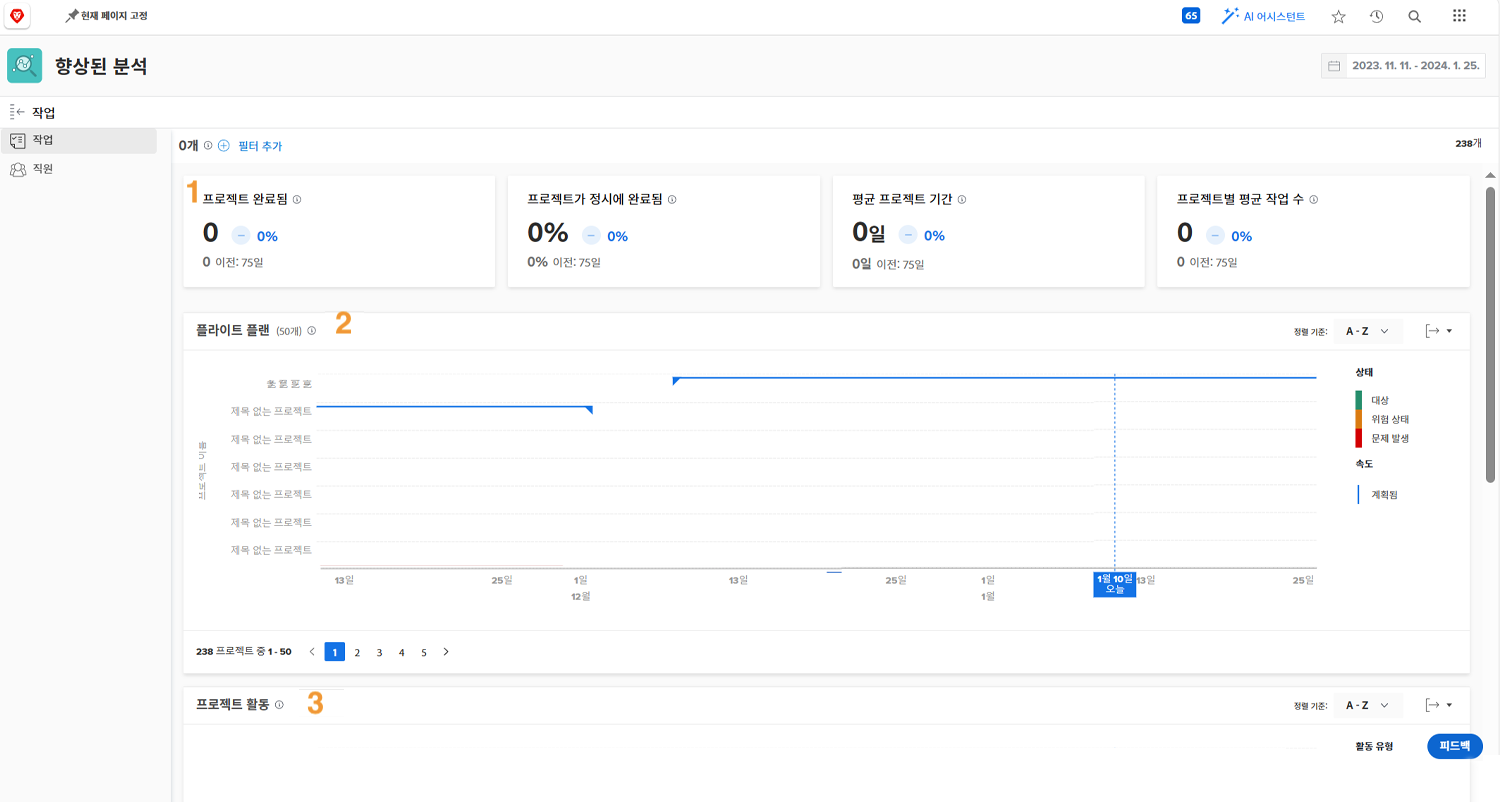 현재 페이지 고정
65
AI 어시스턴트
향상된 분석
2023. 11. 11. - 2024. 1. 25.
작업
작업
직원
0개 필터 추가
238개
1
프로젝트 완료됨
0 0%
0 이전: 75일
프로젝트가 정시에 완료됨
0% 0%
0% 이전: 75일
평균 프로젝트 기간
0일 0%
0일 이전: 75일
프로젝트별 평균 작업 수
0 0%
0 이전: 75일
플라이트 플랜 (50개)
2
정렬 기준: A - Z
제목 없는 프로젝트
제목 없는 프로젝트
제목 없는 프로젝트
제목 없는 프로젝트
제목 없는 프로젝트
제목 없는 프로젝트
13일 25일 1일 13일 25일 1일 1월 10일 13일 25일
오늘
12월 1월
상태
대상
위험 상태
문제 발생
속도
계획됨
238 프로젝트 중 1 - 50
1 2 3 4 5
프로젝트 활동
3
정렬 기준: A - Z
활동 유형
피드백